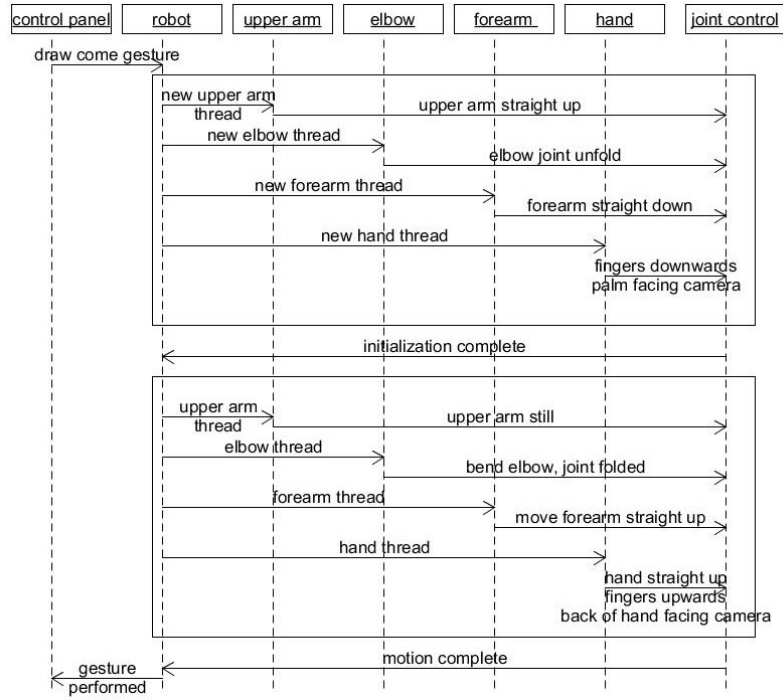 control panel robot upper arm elbow forearm hand joint control
draw come gesture
new upper arm
thread
upper arm straight up
new elbow thread
elbow joint unfold
new forearm thread
forearm straight down
new hand thread
fingers downwards
palm facing camera
initialization complete
upper arm
thread
upper arm still
elbow thread
bend elbow, joint folded
forearm thread
move forearm straight up
hand thread
hand straight up
fingers upwards
back of hand facing camera
motion complete
gesture
performed